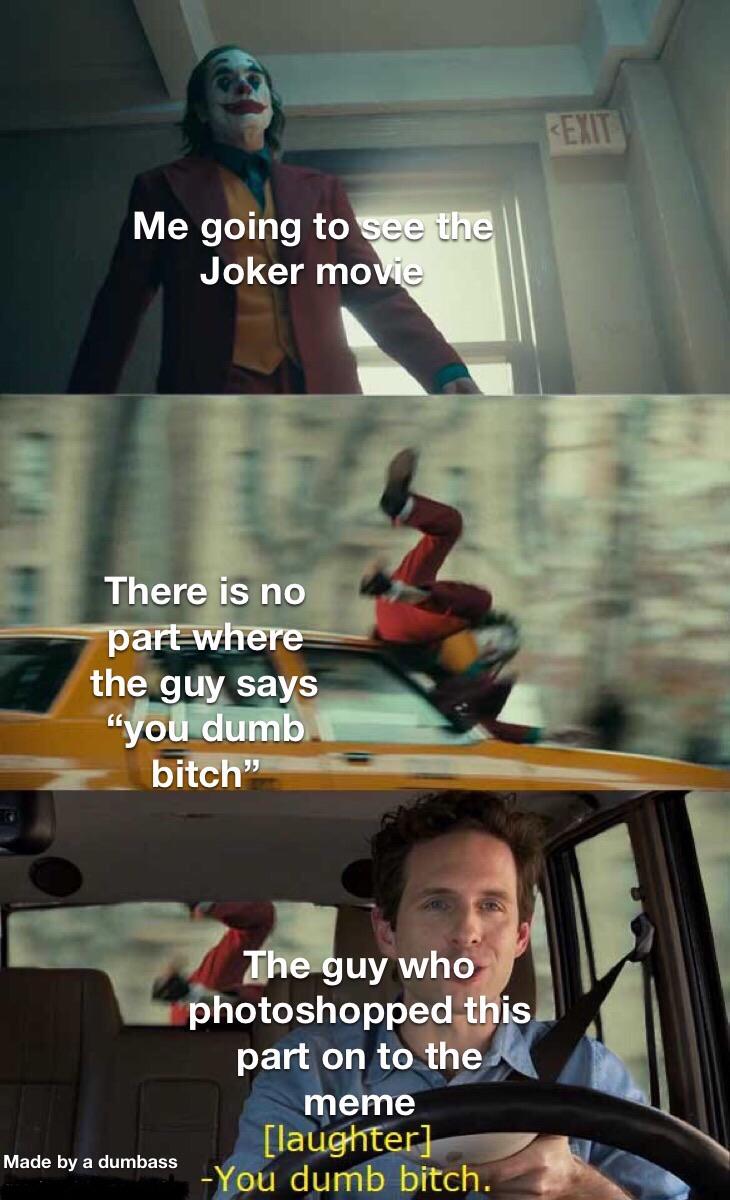 <EXIT
Me going to see the
Joker movie
There is no
part where
the guy says
“you dumb
bitch”
The guy who
photoshopped this
part on to the
meme
[laughter]
-You dumb bitch.
Made by a dumbass